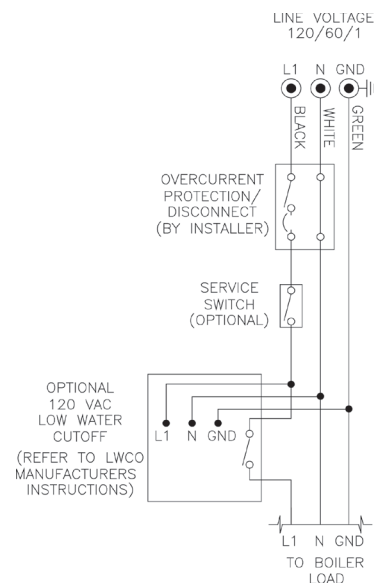 LINE VOLTAGE
120/60/1
L1 N GND
BLACK
WHITE
GREEN
OVERCURRENT
PROTECTION/
DISCONNECT
(BY INSTALLER)
SERVICE
SWITCH
(OPTIONAL)
OPTIONAL
120 VAC
LOW WATER
CUTOFF
(REFER TO LWCO
MANUFACTURERS
INSTRUCTIONS)
L1 N GND
L1 N GND
TO BOILER
LOAD